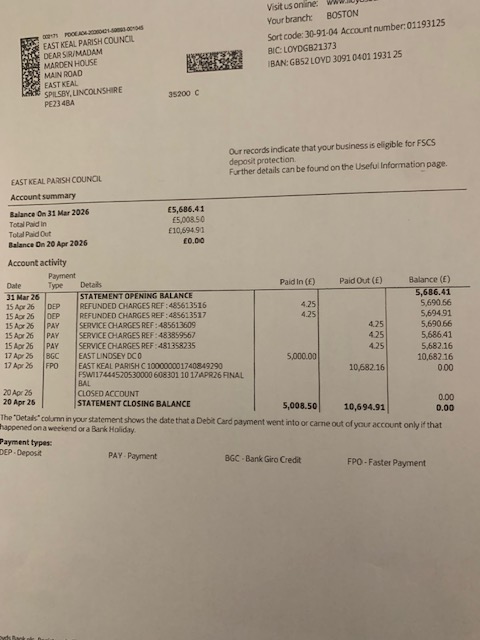 Visit us online: www.
Your branch: BOSTON
Sort code: 30-91-04 Account number: 01193125
BIC: LOYDGB21373
IBAN: GB52 LOYD 3091 0401 1931 25
EAST KEAL PARISH COUNCIL
DEAR SIR/MADAM
MARDEN HOUSE
MAIN ROAD
EAST KEAL
SPILSBY, LINCOLNSHIRE
PE23 4BA
35200 C
Our records indicate that your business is eligible for FSCS
deposit protection.
Further details can be found on the Useful Information page.
EAST KEAL PARISH COUNCIL
Account summary
Balance On 31 Mar 2026 £5,686.41
Total Paid In £5,008.50
Total Paid Out £10,694.91
Balance On 20 Apr 2026 £0.00
Account activity
Date Payment Type Details Paid In (£) Paid Out (£) Balance (£)
31 Mar 26 STATEMENT OPENING BALANCE 5,686.41
15 Apr 26 DEP REFUNDED CHARGES REF: 485613516 4.25 5,690.66
15 Apr 26 DEP REFUNDED CHARGES REF: 485613517 4.25 5,694.91
15 Apr 26 PAY SERVICE CHARGES REF: 485613609 4.25 5,690.66
15 Apr 26 PAY SERVICE CHARGES REF: 483859567 4.25 5,686.41
15 Apr 26 PAY SERVICE CHARGES REF: 481358235 4.25 5,682.16
17 Apr 26 BGC EAST LINDSEY DC 0 5,000.00 10,682.16
17 Apr 26 FPO EAST KEAL PARISH C 100000001740849290 10,682.16 0.00
FSWI17444520530000 608301 10 17APR26 FINAL
BAL
20 Apr 26 CLOSED ACCOUNT 0.00
20 Apr 26 STATEMENT CLOSING BALANCE 5,008.50 10,694.91 0.00
The "Details" column in your statement shows the date that a Debit Card payment went into or came out of your account only if that
happened on a weekend or a Bank Holiday.
Payment types:
DEP - Deposit PAY - Payment BGC - Bank Giro Credit FPO - Faster Payment